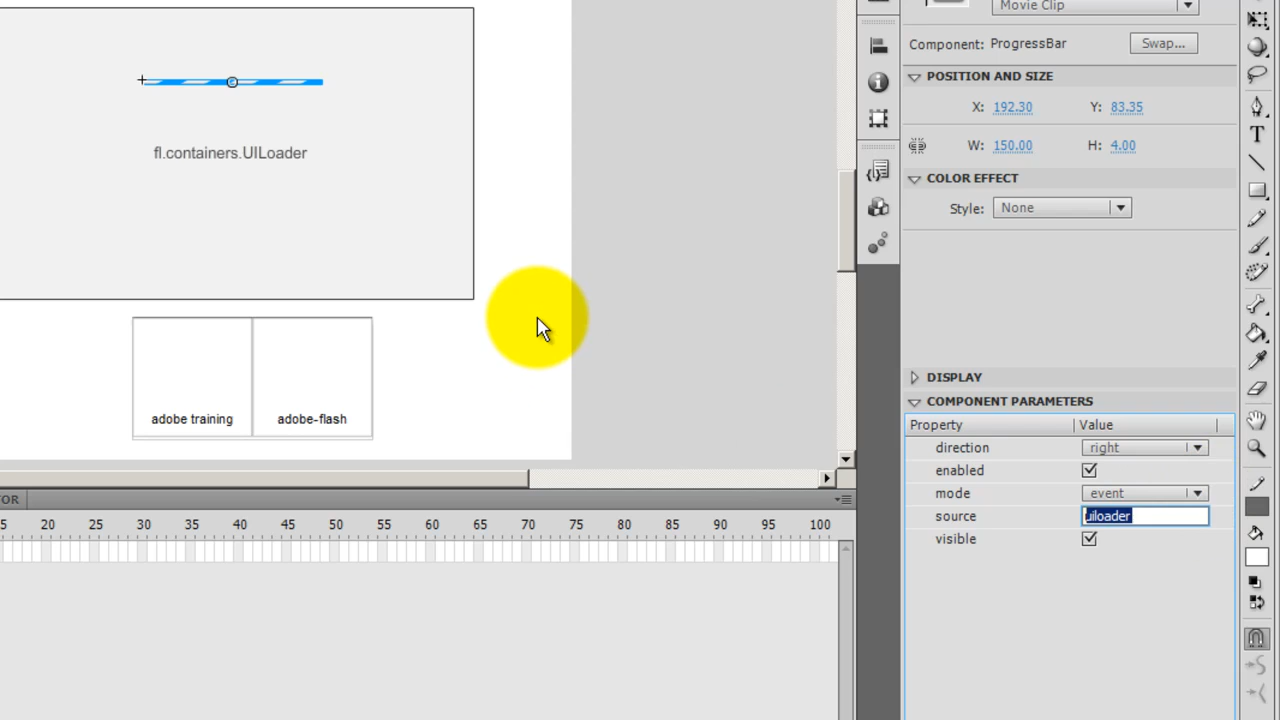 Movie Clip
Component: ProgressBar Swap...
POSITION AND SIZE
X: 192.30 Y: 83.35
W: 150.00 H: 4.00
COLOR EFFECT
Style: None
fl.containers.UILoader
adobe training adobe-flash
DISPLAY
COMPONENT PARAMETERS
Property Value
direction right
enabled
mode event
source uiloader
visible
OR
5 20 25 30 35 40 45 50 55 60 65 70 75 80 85 90 95 100